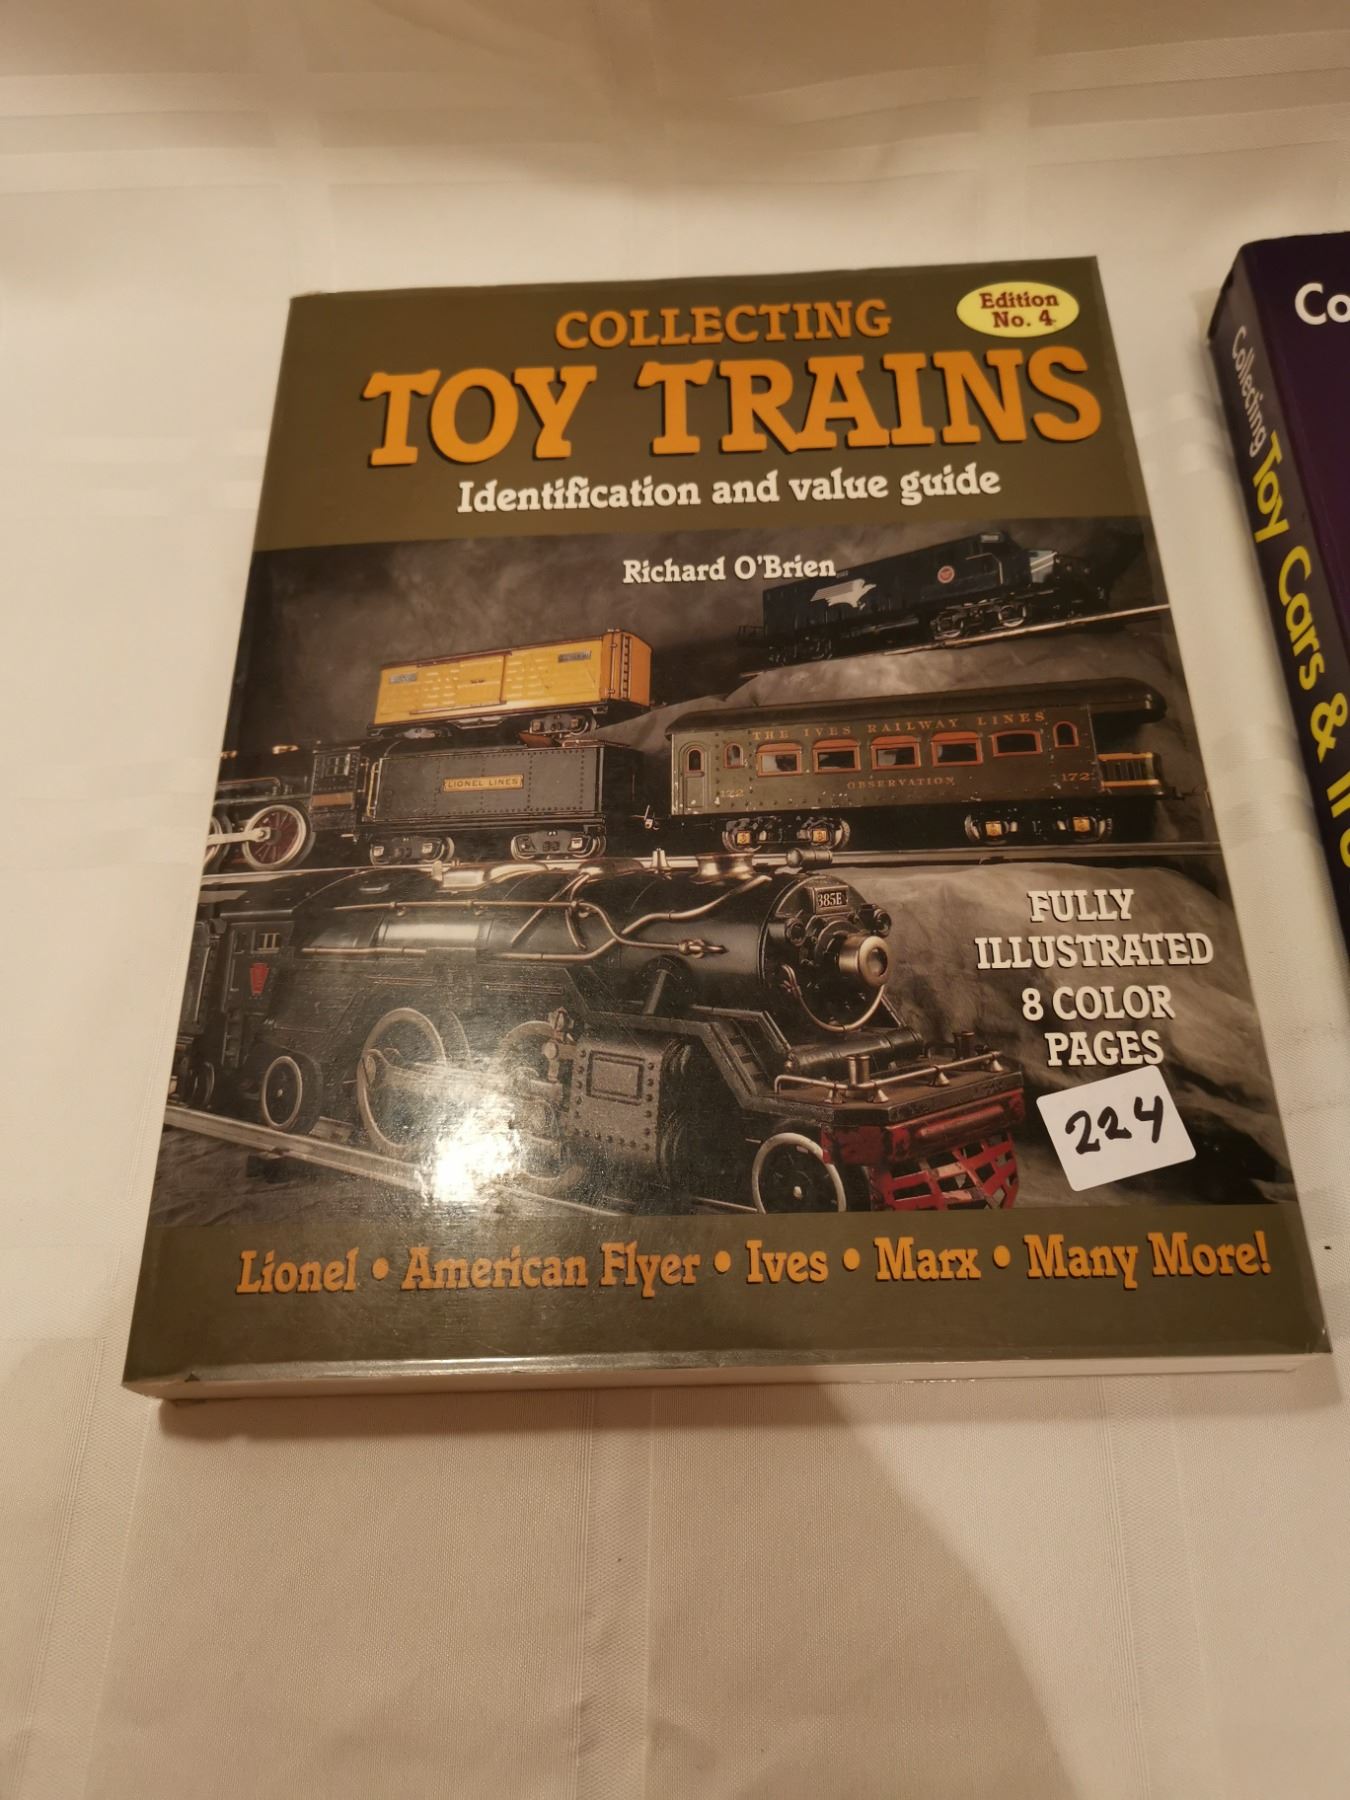 COLLECTING
Edition
No. 4
TOY TRAINS
Identification and value guide
Richard O'Brien
THE IVES RAILWAY LINES
LIONEL LINES
172
OBSERVATION
172
385E
FULLY
ILLUSTRATED
8 COLOR
PAGES
224
Lionel • American Flyer • Ives • Marx • Many More!
Co
Collecting Toy Cars &